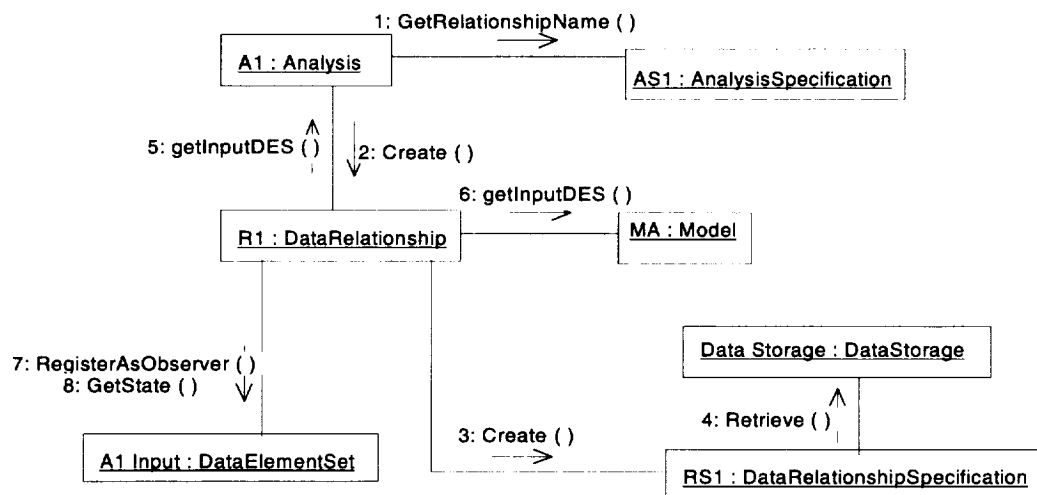 1: GetRelationshipName ( )
A1 : Analysis
AS1 : AnalysisSpecification
5: getInputDES ( )
2: Create ( )
6: getInputDES ( )
R1 : DataRelationship
MA : Model
7: RegisterAsObserver ( )
8: GetState ( )
Data Storage : DataStorage
4: Retrieve ( )
3: Create ( )
A1 Input : DataElementSet
RS1 : DataRelationshipSpecification